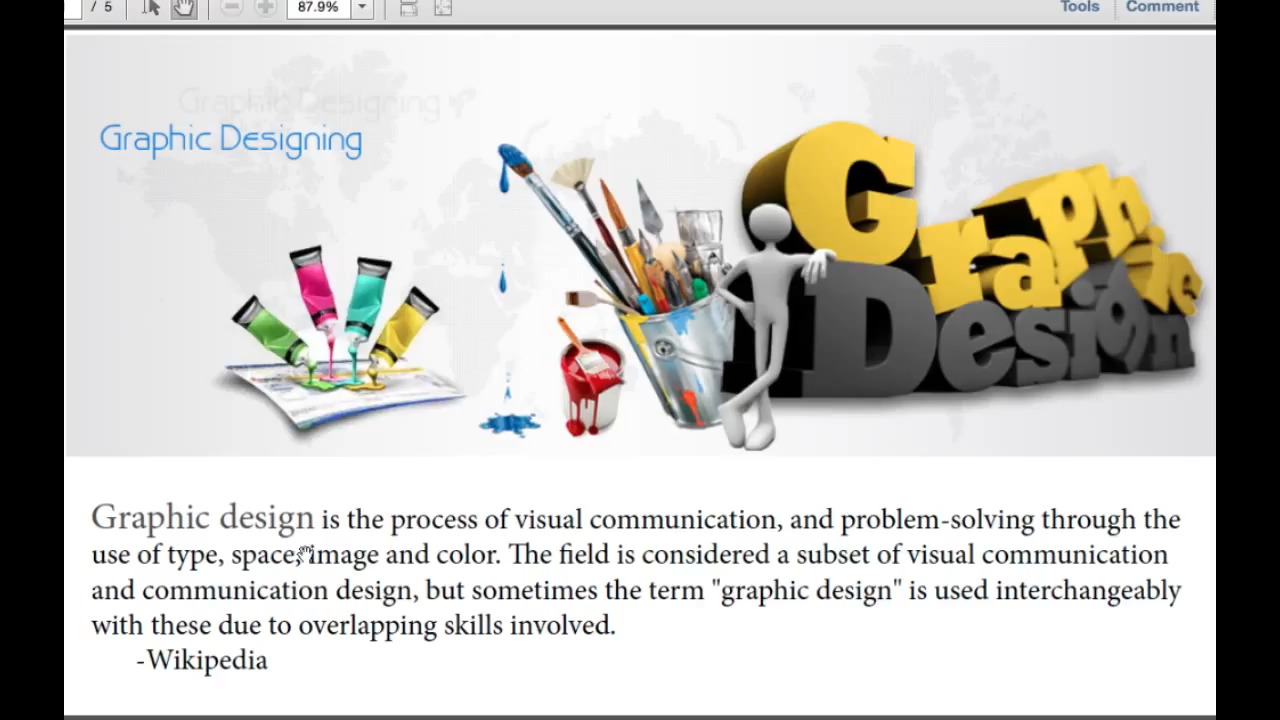 / 5
87.9%
Tools
Comment
Graphic Designing
Graphic Designing
Graphic
Design
Graphic design is the process of visual communication, and problem-solving through the
use of type, space, image and color. The field is considered a subset of visual communication
and communication design, but sometimes the term "graphic design" is used interchangeably
with these due to overlapping skills involved.
-Wikipedia